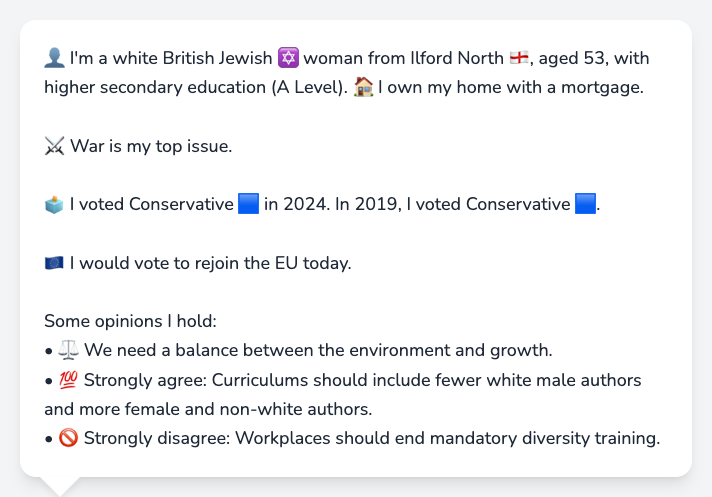 👤 I'm a white British Jewish ✡️ woman from Ilford North 🏴󠁧󠁢󠁥󠁮󠁧󠁿, aged 53, with
higher secondary education (A Level). 🏠 I own my home with a mortgage.
⚔️ War is my top issue.
🗳️ I voted Conservative 🟦 in 2024. In 2019, I voted Conservative 🟦.
🇪🇺 I would vote to rejoin the EU today.
Some opinions I hold:
• ⚖️ We need a balance between the environment and growth.
• 💯 Strongly agree: Curriculums should include fewer white male authors
and more female and non-white authors.
• 🚫 Strongly disagree: Workplaces should end mandatory diversity training.